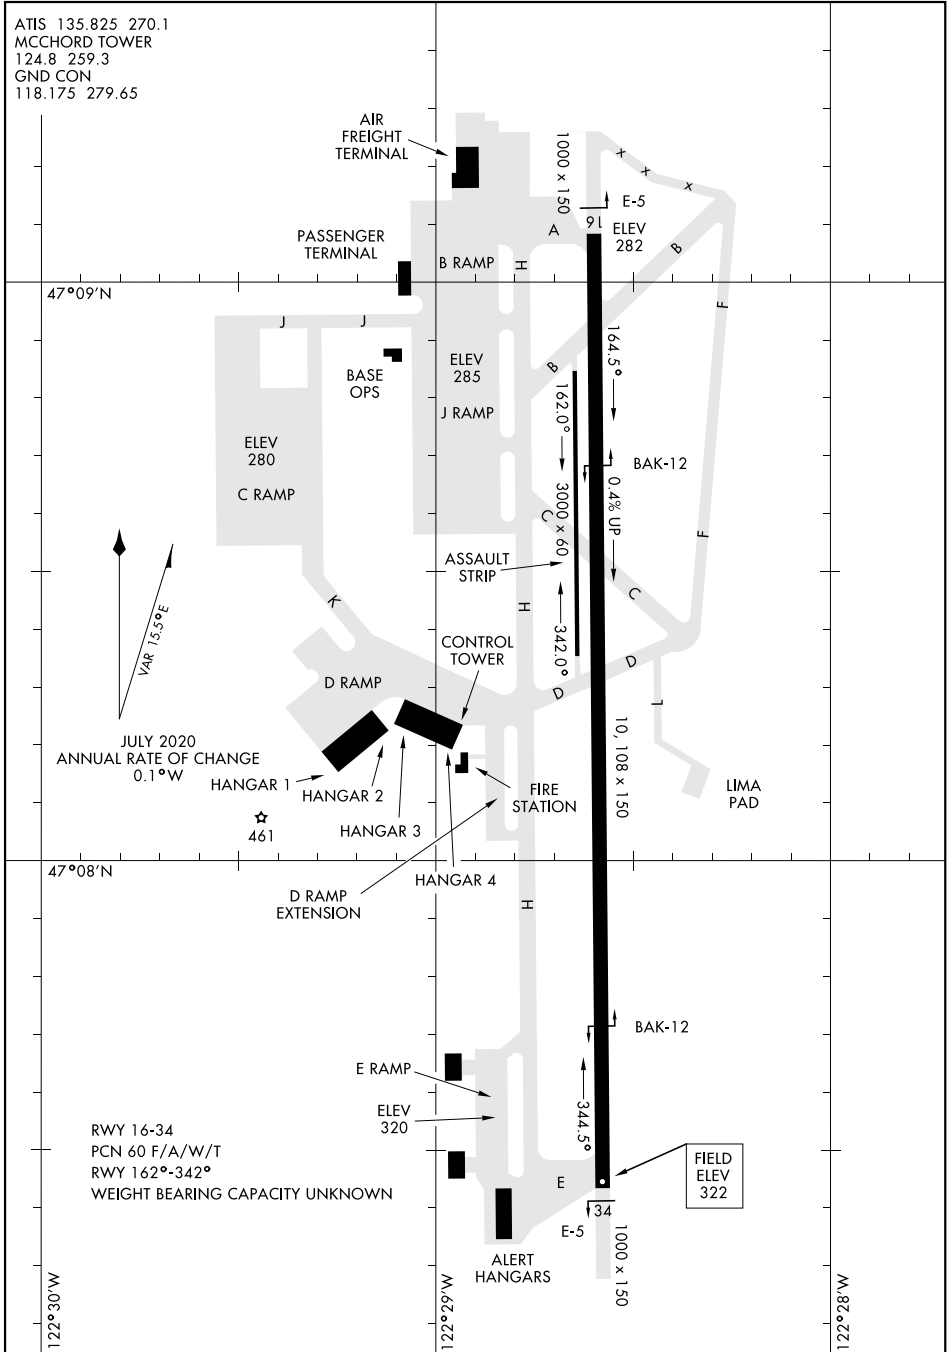 ATIS 135.825 270.1
MCCHORD TOWER
124.8 259.3
GND CON
118.175 279.65
AIR
FREIGHT
TERMINAL
1000 x 150
x
x
x
E-5
16
ELEV
282
A
PASSENGER
TERMINAL
B RAMP
H
B
47°09'N
F
J
J
164.5°
BASE
OPS
ELEV
285
B
162.0°
J RAMP
ELEV
280
C RAMP
BAK-12
0.4% UP
3000 x 60
C
F
ASSAULT
STRIP
VAR 15.5°E
K
H
C
342.0°
CONTROL
TOWER
D
D RAMP
D
L
JULY 2020
ANNUAL RATE OF CHANGE
0.1°W
10, 108 x 150
HANGAR 1
HANGAR 2
FIRE
STATION
LIMA
PAD
HANGAR 3
461
47°08'N
HANGAR 4
D RAMP
EXTENSION
H
BAK-12
E RAMP
ELEV
320
344.5°
RWY 16-34
PCN 60 F/A/W/T
RWY 162°-342°
WEIGHT BEARING CAPACITY UNKNOWN
FIELD
ELEV
322
E
34
E-5
1000 x 150
ALERT
HANGARS
122°30'W
122°29'W
122°28'W